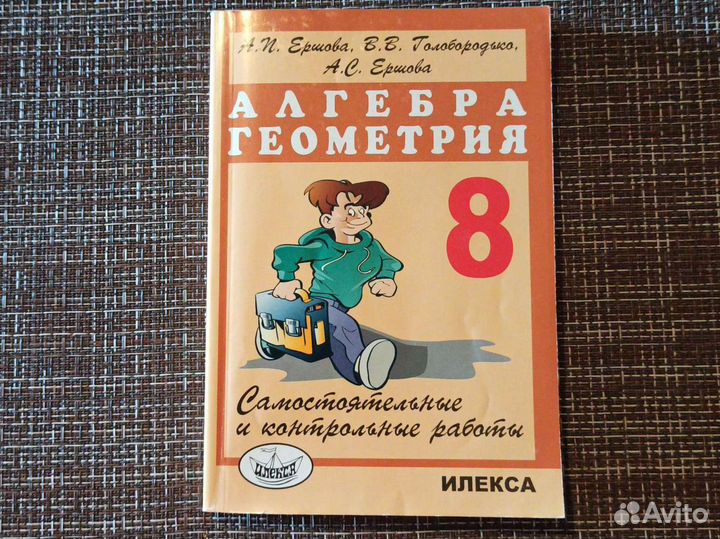 А.П. Ершова, В.В. Голобородько,
А.С. Ершова
АЛГЕБРА
ГЕОМЕТРИЯ
8
Самостоятельные
и контрольные работы
ИЛЕКСА
ИЛЕКСА
Avito